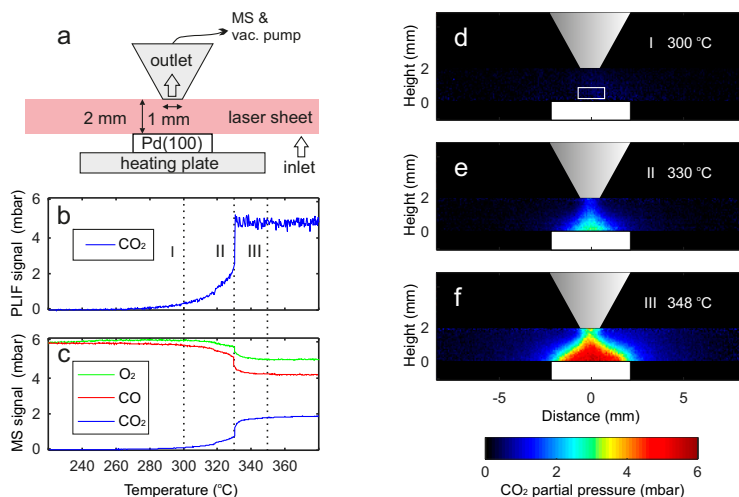 a
MS &
vac. pump
outlet
2 mm
1 mm
laser sheet
Pd(100)
heating plate
inlet
b
PLIF signal (mbar)
6
4
2
0
CO₂
I
II
III
c
MS signal (mbar)
6
4
2
0
O₂
CO
CO₂
240
280
300
320
360
Temperature (°C)
d
I 300 °C
Height (mm)
2
0
e
II 330 °C
Height (mm)
2
0
f
III 348 °C
Height (mm)
2
0
-5
0
5
Distance (mm)
0
2
4
6
CO₂ partial pressure (mbar)